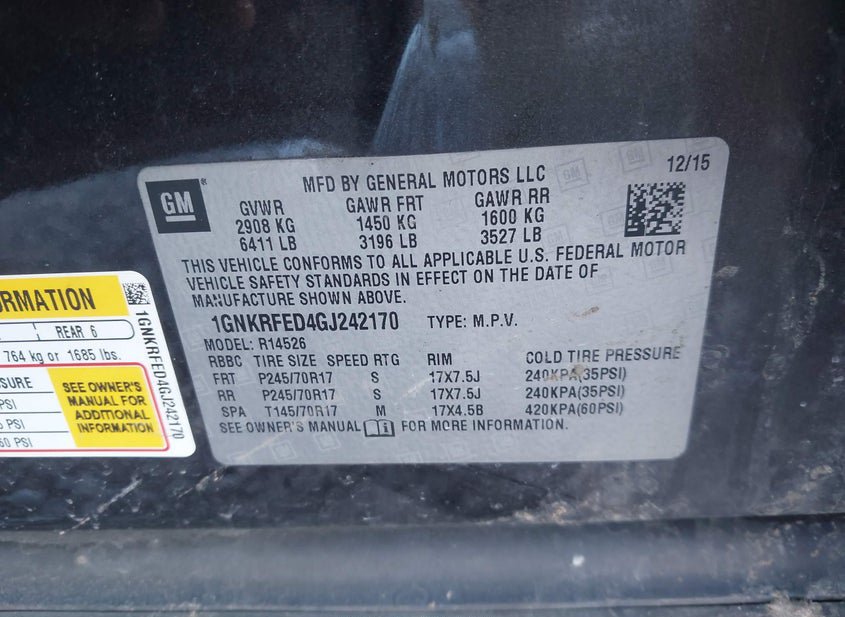 MFD BY GENERAL MOTORS LLC 12/15
GM
GVWR GAWR FRT GAWR RR
2908 KG 1450 KG 1600 KG
6411 LB 3196 LB 3527 LB
THIS VEHICLE CONFORMS TO ALL APPLICABLE U.S. FEDERAL MOTOR
VEHICLE SAFETY STANDARDS IN EFFECT ON THE DATE OF
MANUFACTURE SHOWN ABOVE.
1GNKRFED4GJ242170 TYPE: M.P.V.
MODEL: R14526
RBBC TIRE SIZE SPEED RTG RIM COLD TIRE PRESSURE
FRT P245/70R17 S 17X7.5J 240KPA(35PSI)
RR P245/70R17 S 17X7.5J 240KPA(35PSI)
SPA T145/70R17 M 17X4.5B 420KPA(60PSI)
SEE OWNER'S MANUAL i FOR MORE INFORMATION.
ORMATION
REAR 6
764 kg or 1685 lbs.
SURE
PSI
PSI
60 PSI
SEE OWNER'S
MANUAL FOR
ADDITIONAL
INFORMATION
1GNKRFED4GJ242170